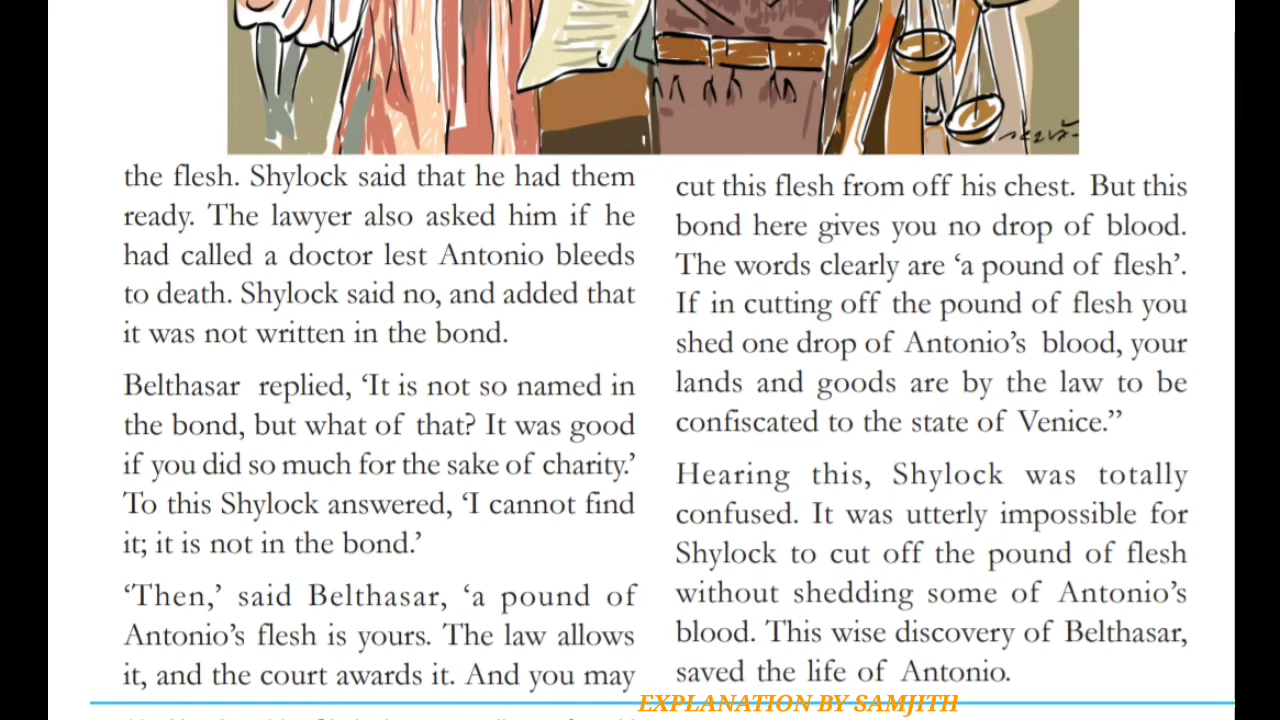 the flesh. Shylock said that he had them
ready. The lawyer also asked him if he
had called a doctor lest Antonio bleeds
to death. Shylock said no, and added that
it was not written in the bond.
Belthasar replied, ‘It is not so named in
the bond, but what of that? It was good
if you did so much for the sake of charity.’
To this Shylock answered, ‘I cannot find
it; it is not in the bond.’
‘Then,’ said Belthasar, ‘a pound of
Antonio’s flesh is yours. The law allows
it, and the court awards it. And you may
cut this flesh from off his chest. But this
bond here gives you no drop of blood.
The words clearly are ‘a pound of flesh’.
If in cutting off the pound of flesh you
shed one drop of Antonio’s blood, your
lands and goods are by the law to be
confiscated to the state of Venice.”
Hearing this, Shylock was totally
confused. It was utterly impossible for
Shylock to cut off the pound of flesh
without shedding some of Antonio’s
blood. This wise discovery of Belthasar,
saved the life of Antonio.
EXPLANATION BY SAMJITH